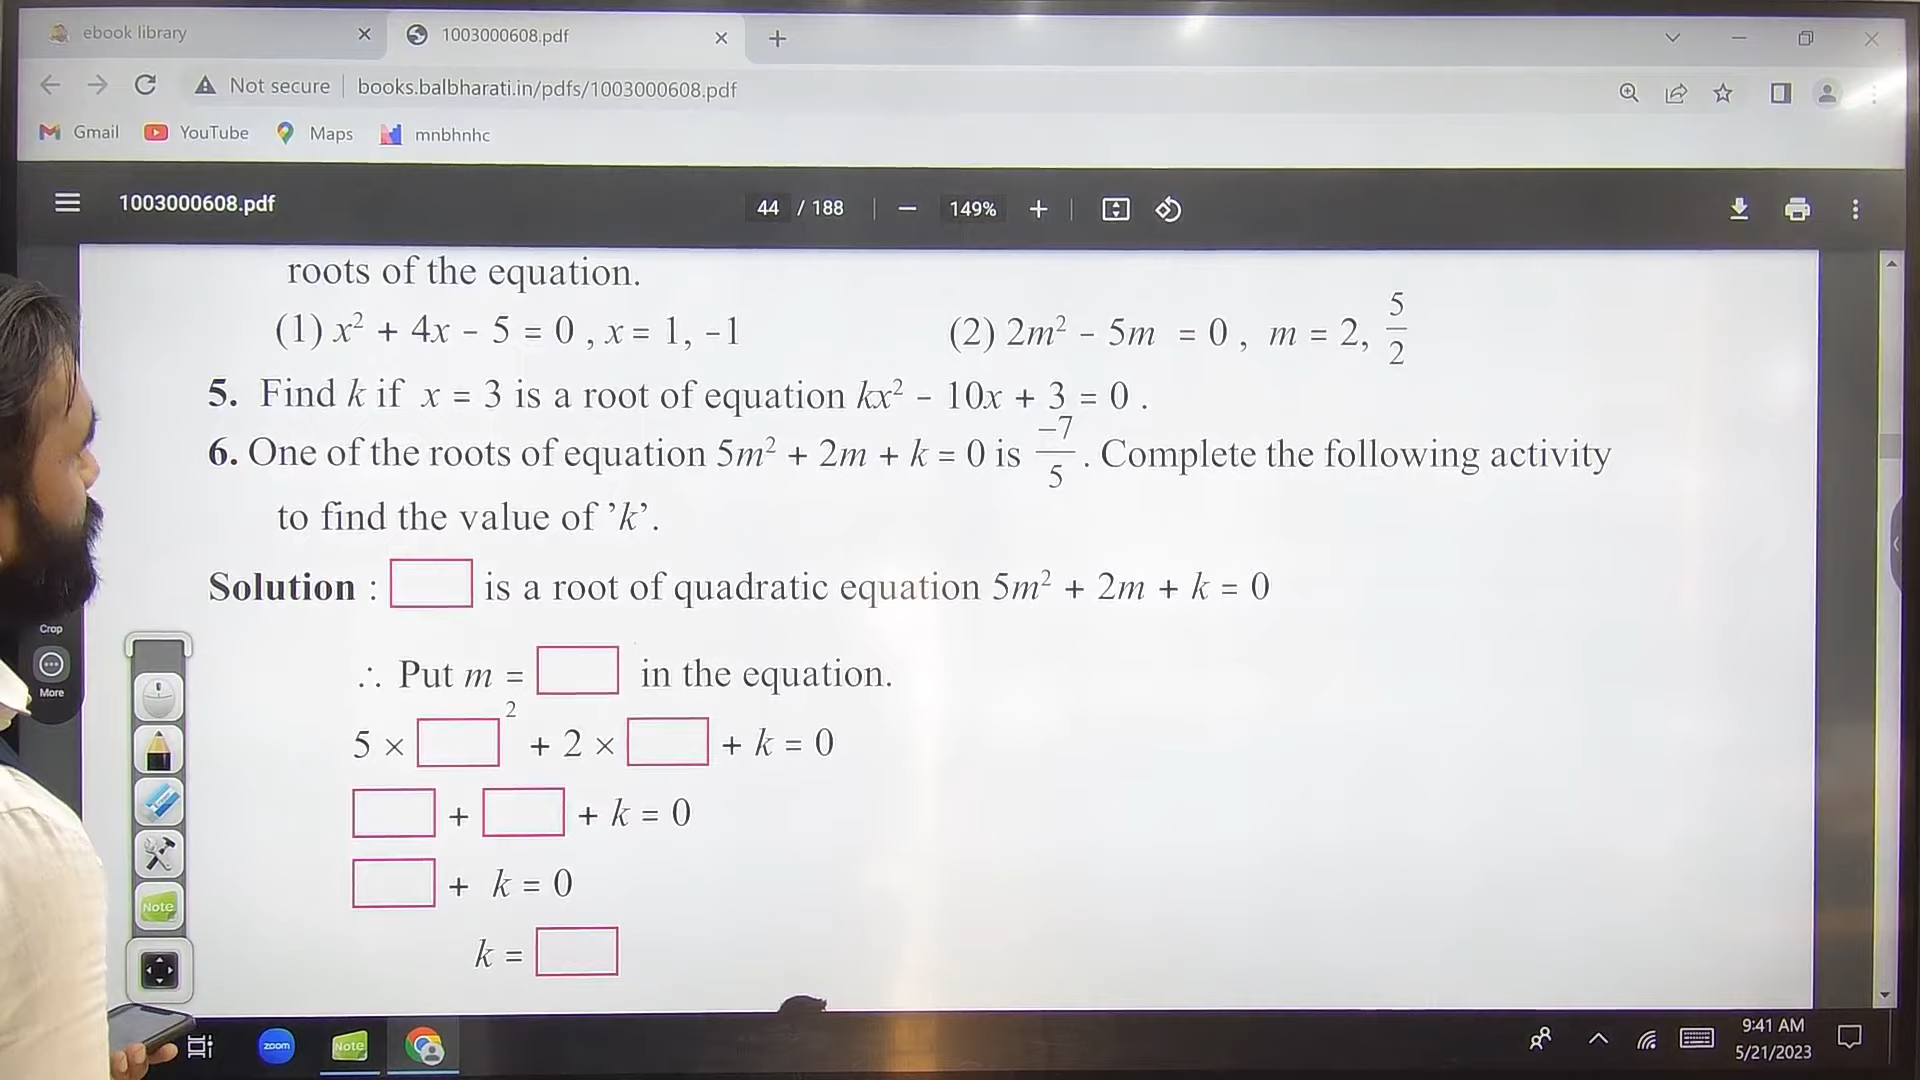 ebook library
1003000608.pdf
Not secure
books.balbharati.in/pdfs/1003000608.pdf
Gmail
YouTube
Maps
mnbhnhc
1003000608.pdf
44 / 188
149%
roots of the equation.
(1) x² + 4x - 5 = 0 , x = 1, -1
(2) 2m² - 5m = 0 , m = 2, 5/2
5. Find k if x = 3 is a root of equation kx² - 10x + 3 = 0 .
6. One of the roots of equation 5m² + 2m + k = 0 is -7/5 . Complete the following activity
to find the value of ’k’.
Solution : □ is a root of quadratic equation 5m² + 2m + k = 0
∴ Put m = □ in the equation.
5 × □² + 2 × □ + k = 0
□ + □ + k = 0
□ + k = 0
k = □
Crop
More
Note
zoom
Note
9:41 AM
5/21/2023